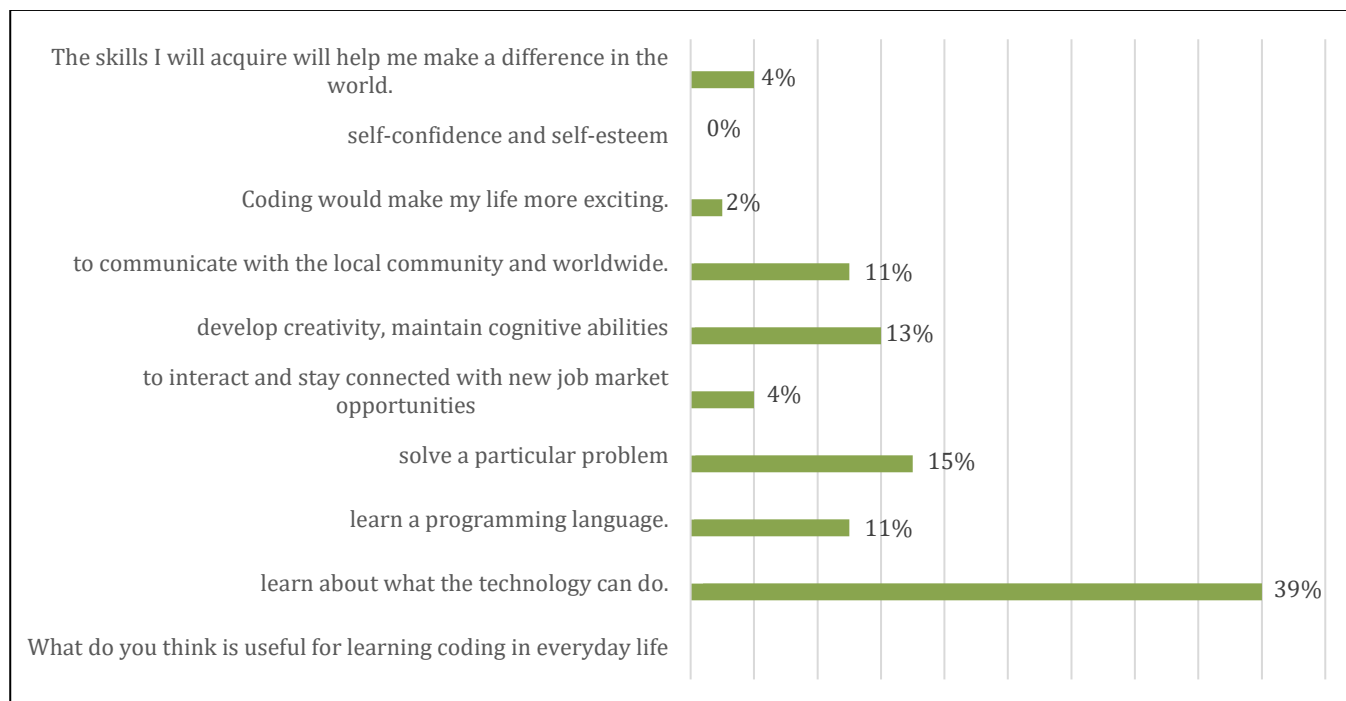 The skills I will acquire will help me make a difference in the
world.
4%
self-confidence and self-esteem
0%
Coding would make my life more exciting.
2%
to communicate with the local community and worldwide.
11%
develop creativity, maintain cognitive abilities
13%
to interact and stay connected with new job market
opportunities
4%
solve a particular problem
15%
learn a programming language.
11%
learn about what the technology can do.
39%
What do you think is useful for learning coding in everyday life